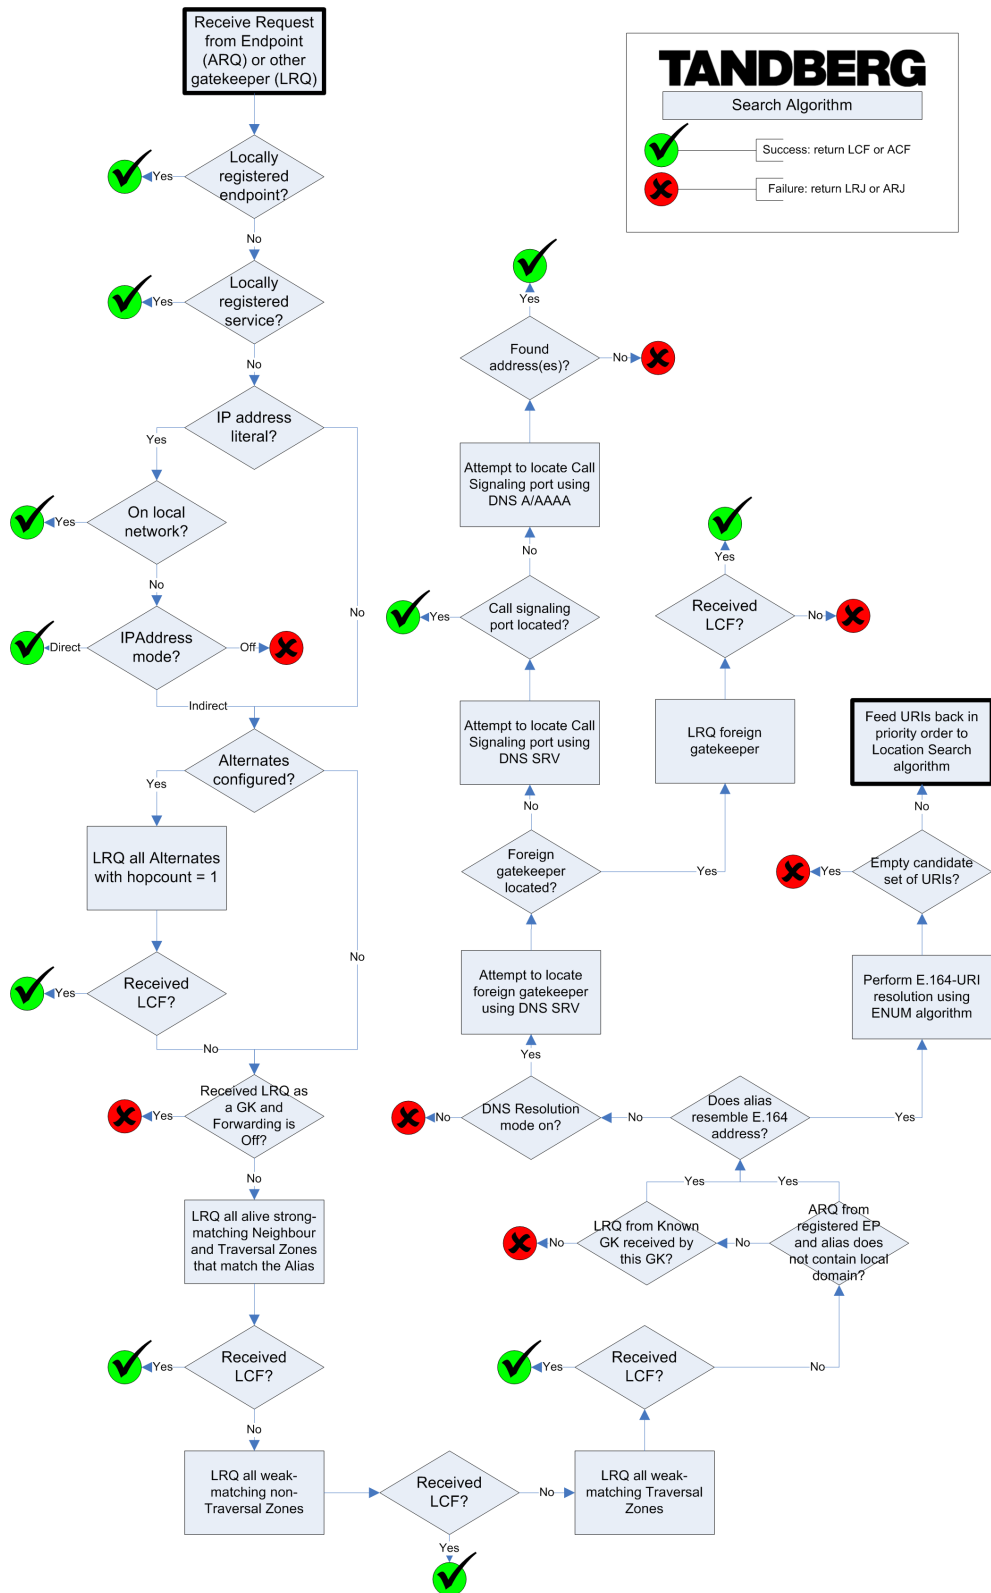 Receive Request
from Endpoint
(ARQ) or other
gatekeeper (LRQ)
TANDBERG
Search Algorithm
Success: return LCF or ACF
Failure: return LRJ or ARJ
Locally
registered
endpoint?
Yes
No
Locally
registered
service?
Yes
No
IP address
literal?
Yes
No
On local
network?
Yes
No
IPAddress
mode?
Direct
Off
Indirect
Alternates
configured?
Yes
No
LRQ all Alternates
with hopcount = 1
Received
LCF?
Yes
No
Received LRQ as
a GK and
Forwarding is
Off?
Yes
No
LRQ all alive strong-
matching Neighbour
and Traversal Zones
that match the Alias
Received
LCF?
Yes
No
LRQ all weak-
matching non-
Traversal Zones
Received
LCF?
Yes
No
LRQ all weak-
matching Traversal
Zones
Received
LCF?
Yes
No
ARQ from
registered EP
and alias does
not contain local
domain?
Yes
No
LRQ from Known
GK received by
this GK?
Yes
No
Does alias
resemble E.164
address?
Yes
No
Perform E.164-URI
resolution using
ENUM algorithm
Empty candidate
set of URIs?
Yes
No
Feed URIs back in
priority order to
Location Search
algorithm
DNS Resolution
mode on?
No
Yes
Attempt to locate
foreign gatekeeper
using DNS SRV
Foreign
gatekeeper
located?
Yes
No
LRQ foreign
gatekeeper
Received
LCF?
Yes
No
Attempt to locate Call
Signaling port using
DNS SRV
Call signaling
port located?
Yes
No
Attempt to locate Call
Signaling port using
DNS A/AAAA
Found
address(es)?
Yes
No